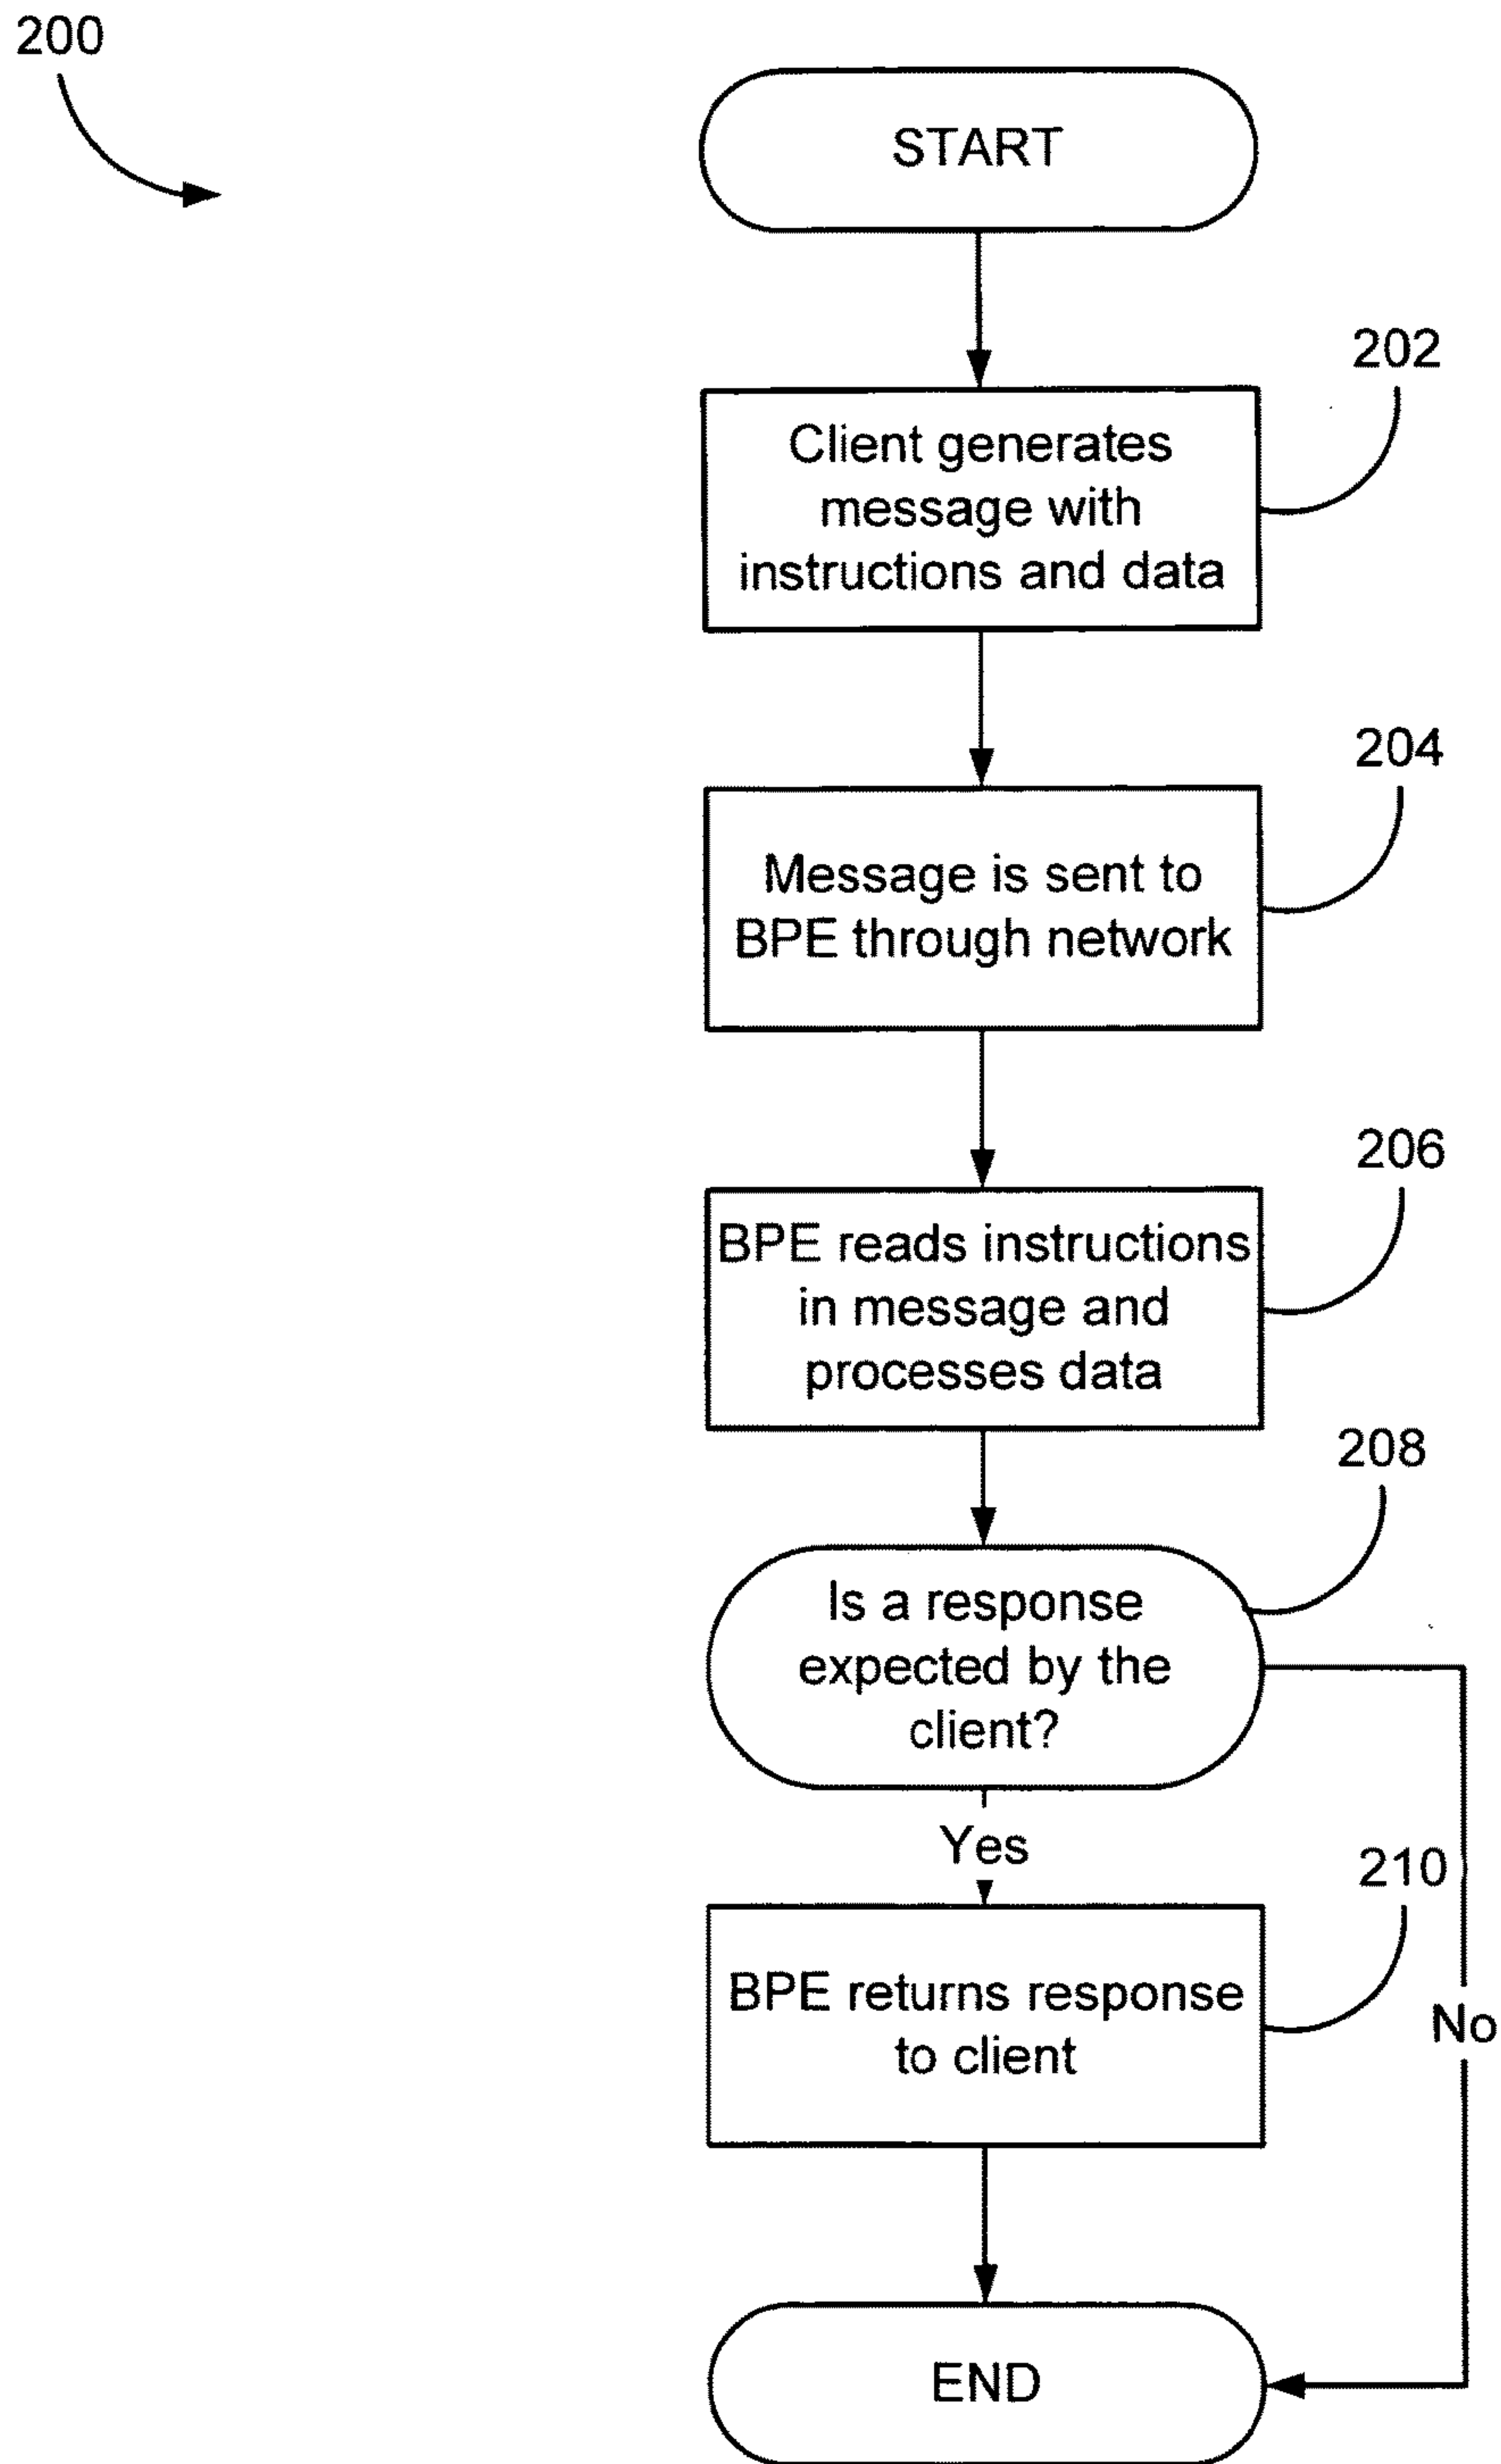 200
START
202
Client generates
message with
instructions and data
204
Message is sent to
BPE through network
206
BPE reads instructions
in message and
processes data
208
Is a response
expected by the
client?
Yes
210
BPE returns response
to client
No
END